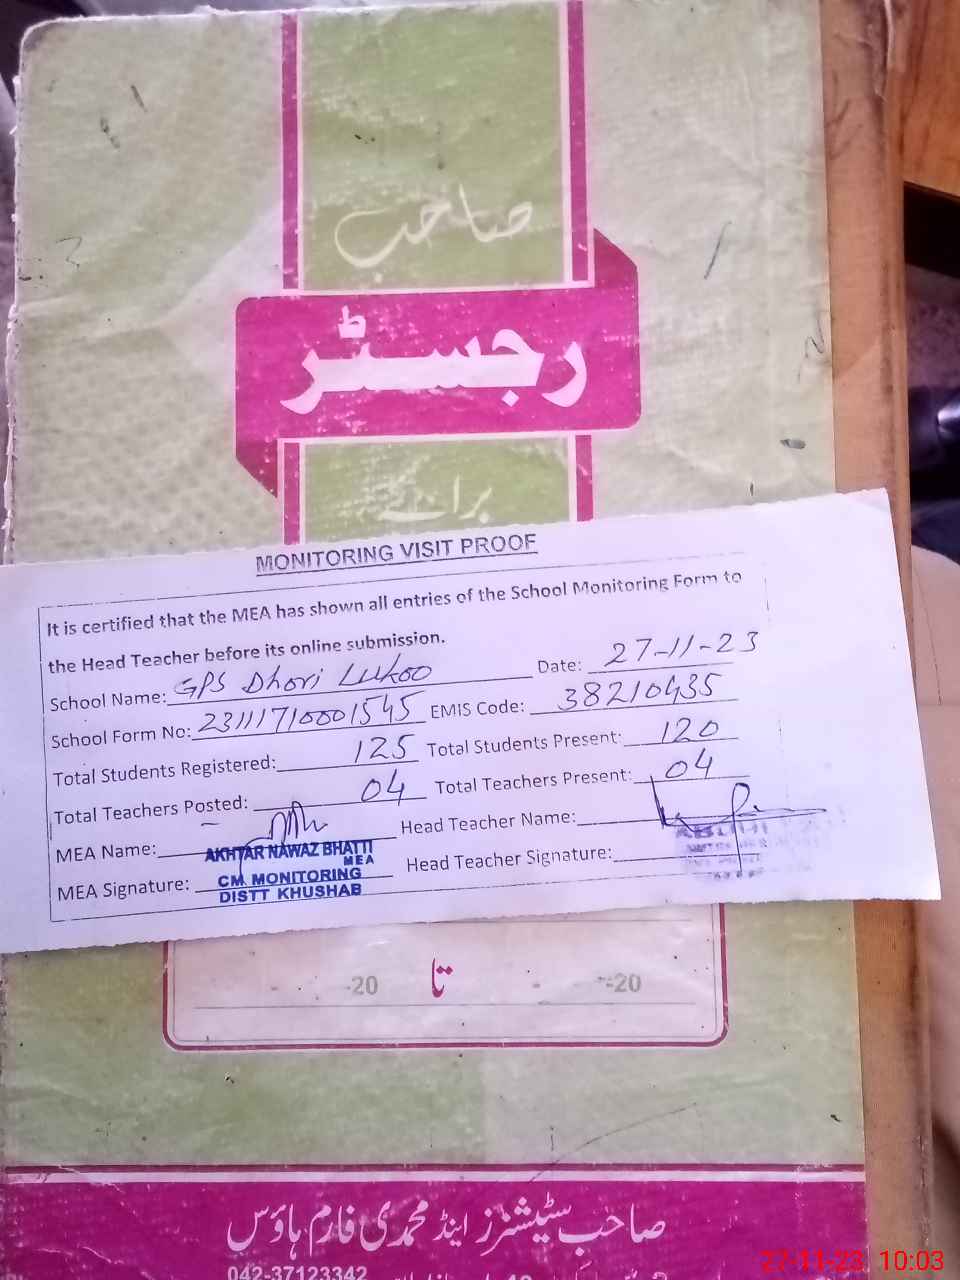 صاحب
رجسٹر
برائے
MONITORING VISIT PROOF
It is certified that the MEA has shown all entries of the School Monitoring Form to
the Head Teacher before its online submission.
School Name: GPS Dhori Lukoo Date: 27-11-23
School Form No: 23111710001545 EMIS Code: 38210435
Total Students Registered: 125 Total Students Present: 120
Total Teachers Posted: 04 Total Teachers Present: 04
MEA Name: Head Teacher Name:
AKHTAR NAWAZ BHATTI
MEA
MEA Signature: Head Teacher Signature:
CM MONITORING
DISTT KHUSHAB
-20 تا -20
صاحب سٹیشنرز اینڈ محمدی فارم ہاؤس
042-37123342
27-11-23 10:03